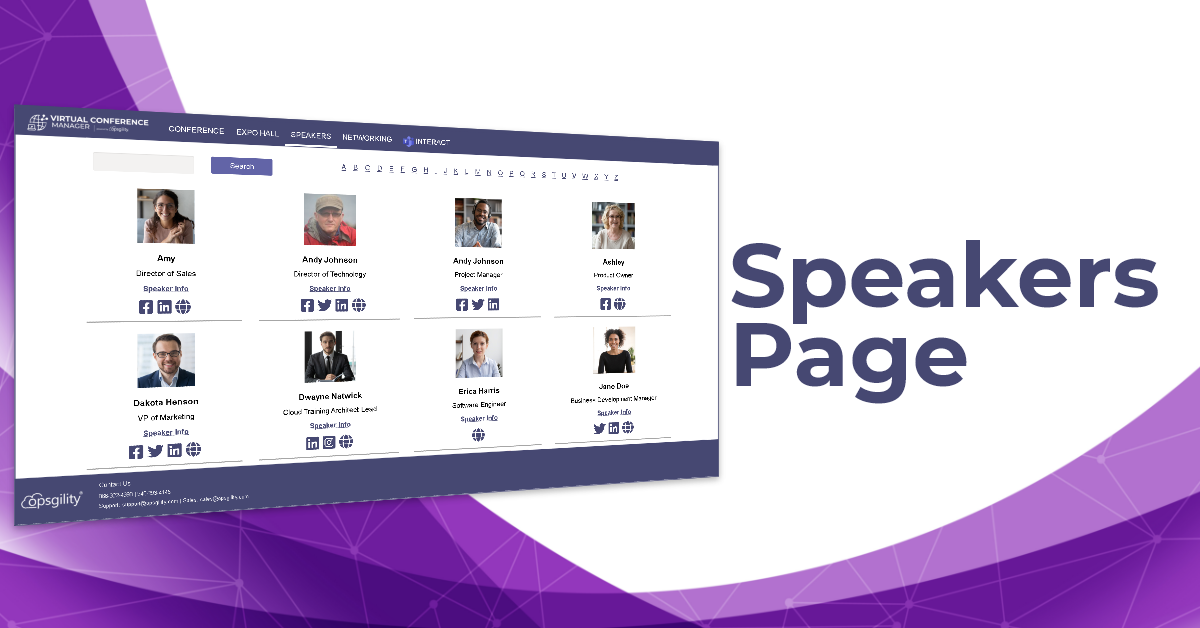 VIRTUAL CONFERENCE
MANAGER
CONFERENCE EXPO HALL SPEAKERS NETWORKING INTERACT
Search
A B C D E F G H I J K L M N O P Q R S T U V W X Y Z
Amy
Director of Sales
Speaker Info
Andy Johnson
Director of Technology
Speaker Info
Andy Johnson
Project Manager
Speaker Info
Ashley
Product Owner
Speaker Info
Dakota Henson
VP of Marketing
Speaker Info
Dwayne Natwick
Cloud Training Architect Lead
Speaker Info
Erica Harris
Software Engineer
Speaker Info
Jane Doe
Business Development Manager
Speaker Info
opsgility
Contact Us
Support: support@opsgility.com | Sales: sales@opsgility.com
Speakers
Page